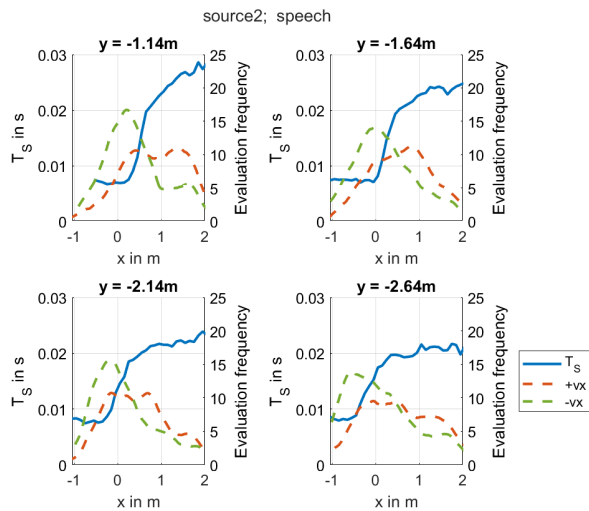 source2;  speech
y = -1.14m
T_S in s
0.03
0.02
0.01
0
25
20
15
10
5
0
Evaluation frequency
-1 0 1 2
x in m
y = -1.64m
T_S in s
0.03
0.02
0.01
0
25
20
15
10
5
0
Evaluation frequency
-1 0 1 2
x in m
y = -2.14m
T_S in s
0.03
0.02
0.01
0
25
20
15
10
5
0
Evaluation frequency
-1 0 1 2
x in m
y = -2.64m
T_S in s
0.03
0.02
0.01
0
25
20
15
10
5
0
Evaluation frequency
-1 0 1 2
x in m
T_S
+vx
-vx